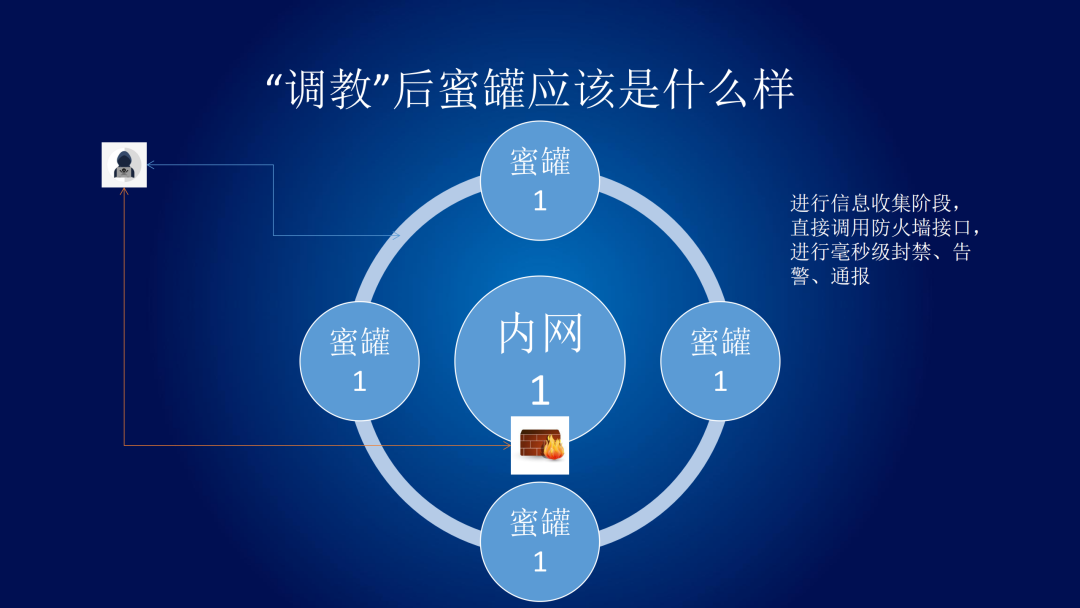 “调教”后蜜罐应该是什么样
蜜罐
1
进行信息收集阶段，
直接调用防火墙接口，
进行毫秒级封禁、告
警、通报
蜜罐
1
内网
1
蜜罐
1
蜜罐
1